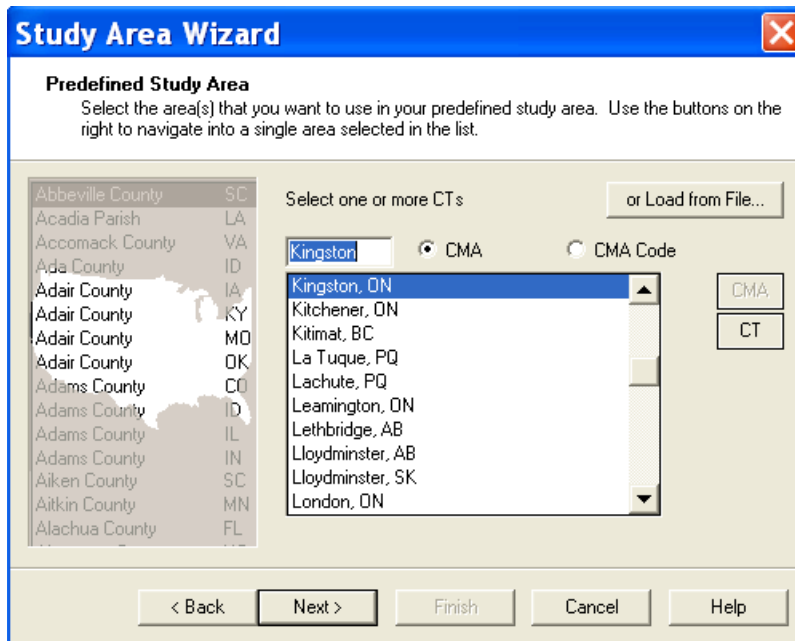 Study Area Wizard
Predefined Study Area
Select the area(s) that you want to use in your predefined study area. Use the buttons on the
right to navigate into a single area selected in the list.
Abbeville County SC
Acadia Parish LA
Accomack County VA
Ada County ID
Adair County IA
Adair County KY
Adair County MO
Adair County OK
Adams County CO
Adams County ID
Adams County IL
Adams County IN
Aiken County SC
Aitkin County MN
Alachua County FL
Select one or more CTs
or Load from File...
Kingston
CMA
CMA Code
Kingston, ON
Kitchener, ON
Kitimat, BC
La Tuque, PQ
Lachute, PQ
Leamington, ON
Lethbridge, AB
Lloydminster, AB
Lloydminster, SK
London, ON
CMA
CT
< Back
Next >
Finish
Cancel
Help